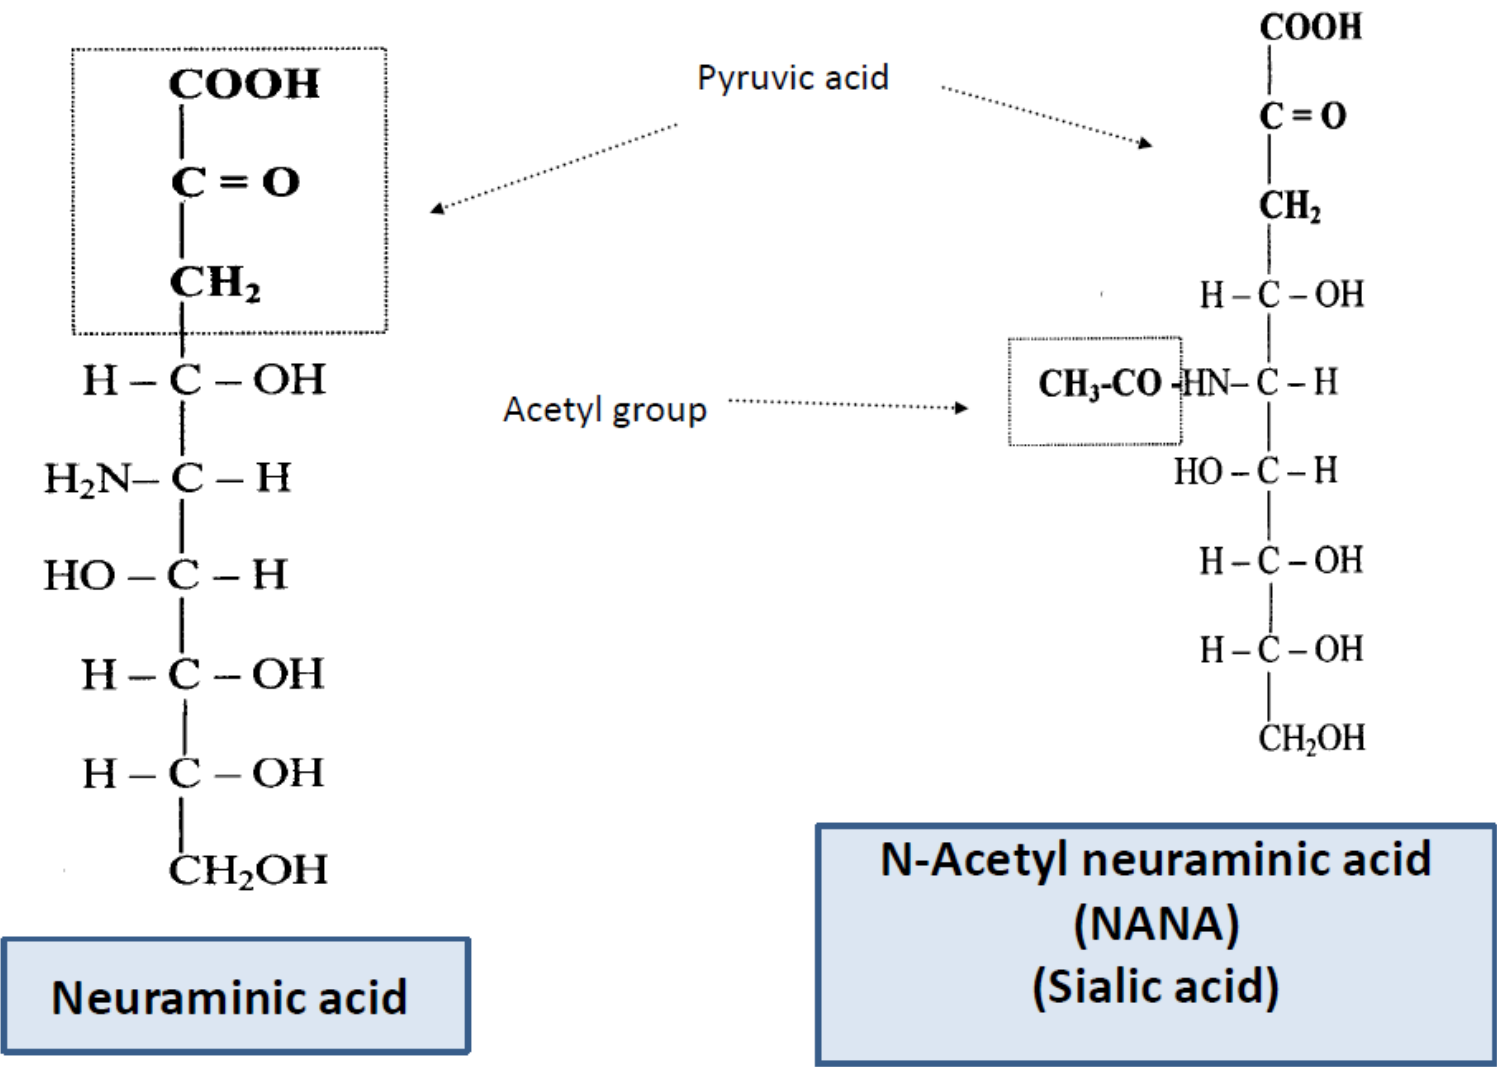 COOH
C = O
CH₂
H – C – OH
H₂N – C – H
HO – C – H
H – C – OH
H – C – OH
CH₂OH
Neuraminic acid
Pyruvic acid
Acetyl group
COOH
C = O
CH₂
H – C – OH
CH₃-CO -HN – C – H
HO – C – H
H – C – OH
H – C – OH
CH₂OH
N-Acetyl neuraminic acid
(NANA)
(Sialic acid)